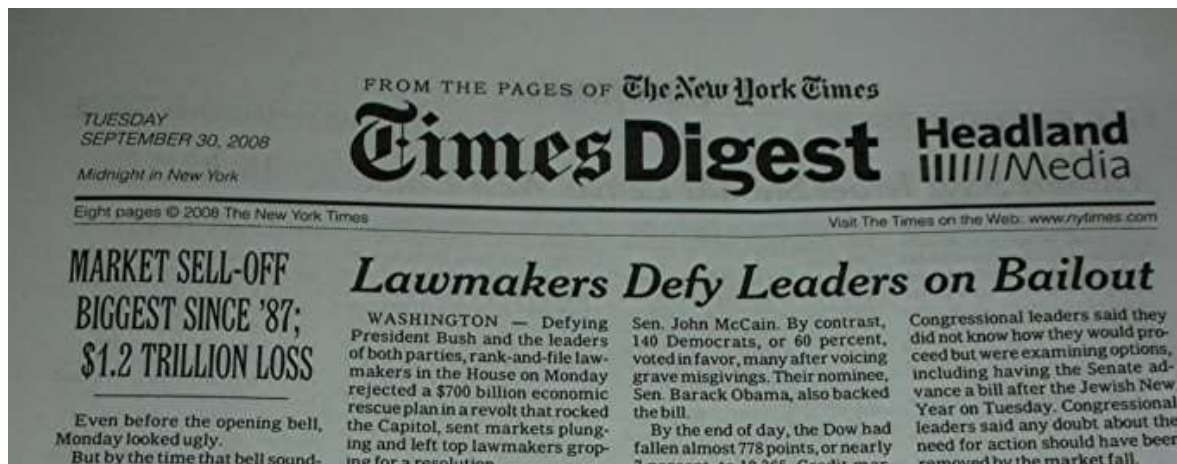 FROM THE PAGES OF The New York Times
TUESDAY
SEPTEMBER 30, 2008
Midnight in New York
Times Digest
Headland
Media
Eight pages © 2008 The New York Times
Visit The Times on the Web: www.nytimes.com
MARKET SELL-OFF
BIGGEST SINCE '87;
$1.2 TRILLION LOSS
Even before the opening bell,
Monday looked ugly.
But by the time that bell sound-
Lawmakers Defy Leaders on Bailout
WASHINGTON — Defying
President Bush and the leaders
of both parties, rank-and-file law-
makers in the House on Monday
rejected a $700 billion economic
rescue plan in a revolt that rocked
the Capitol, sent markets plung-
ing and left top lawmakers grop-
ing for a resolution.
Sen. John McCain. By contrast,
140 Democrats, or 60 percent,
voted in favor, many after voicing
grave misgivings. Their nominee,
Sen. Barack Obama, also backed
the bill.
By the end of day, the Dow had
fallen almost 778 points, or nearly
7 percent, to 10,365. Credit mar-
Congressional leaders said they
did not know how they would pro-
ceed but were examining options,
including having the Senate ad-
vance a bill after the Jewish New
Year on Tuesday. Congressional
leaders said any doubt about the
need for action should have been
removed by the market fall.